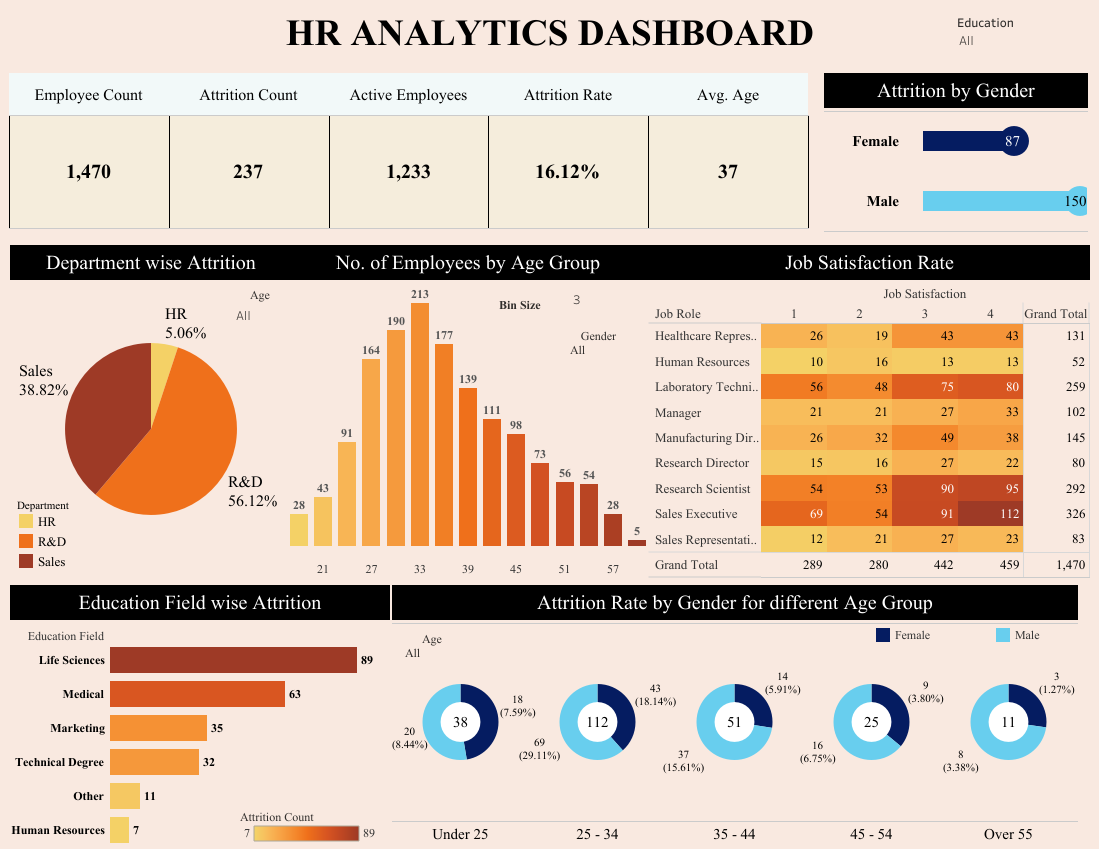 HR ANALYTICS DASHBOARD
Education
All
Employee Count Attrition Count Active Employees Attrition Rate Avg. Age
1,470 237 1,233 16.12% 37
Attrition by Gender
Female 87
Male 150
Department wise Attrition
Age
All
HR
5.06%
Sales
38.82%
R&D
56.12%
Department
HR
R&D
Sales
No. of Employees by Age Group
Bin Size 3
Gender
All
28 43 91 164 190 213 177 139 111 98 73 56 54 28 5
21 27 33 39 45 51 57
Job Satisfaction Rate
Job Satisfaction
Job Role 1 2 3 4 Grand Total
Healthcare Repres.. 26 19 43 43 131
Human Resources 10 16 13 13 52
Laboratory Techni.. 56 48 75 80 259
Manager 21 21 27 33 102
Manufacturing Dir.. 26 32 49 38 145
Research Director 15 16 27 22 80
Research Scientist 54 53 90 95 292
Sales Executive 69 54 91 112 326
Sales Representati.. 12 21 27 23 83
Grand Total 289 280 442 459 1,470
Education Field wise Attrition
Education Field
Life Sciences 89
Medical 63
Marketing 35
Technical Degree 32
Other 11
Human Resources 7
Attrition Count
7 89
Attrition Rate by Gender for different Age Group
Age
All
Female Male
38
18
(7.59%)
20
(8.44%)
112
43
(18.14%)
69
(29.11%)
51
14
(5.91%)
37
(15.61%)
25
9
(3.80%)
16
(6.75%)
11
3
(1.27%)
8
(3.38%)
Under 25 25 - 34 35 - 44 45 - 54 Over 55